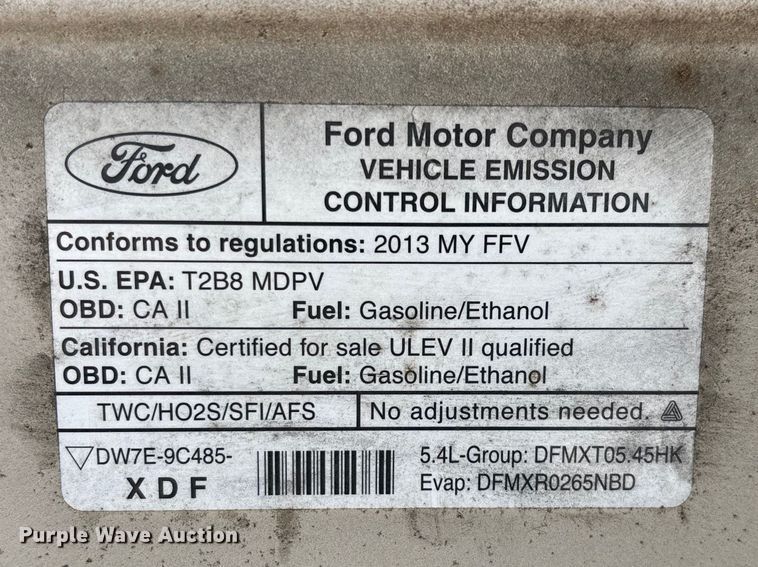 Ford
Ford Motor Company
VEHICLE EMISSION
CONTROL INFORMATION
Conforms to regulations: 2013 MY FFV
U.S. EPA: T2B8 MDPV
OBD: CA II Fuel: Gasoline/Ethanol
California: Certified for sale ULEV II qualified
OBD: CA II Fuel: Gasoline/Ethanol
TWC/HO2S/SFI/AFS No adjustments needed.
DW7E-9C485- 5.4L-Group: DFMXT05.45HK
XDF Evap: DFMXR0265NBD
Purple Wave Auction